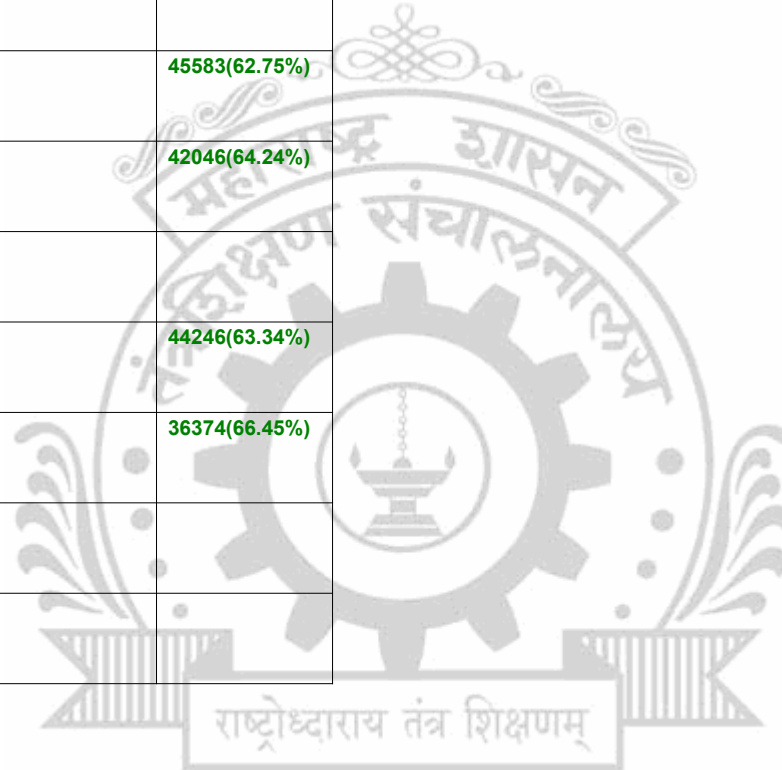 45583(62.75%)
महाराष्ट्र शासन
42046(64.24%)
तंत्रशिक्षण संचालनालय
44246(63.34%)
36374(66.45%)
राष्ट्रोध्दाराय तंत्र शिक्षणम्